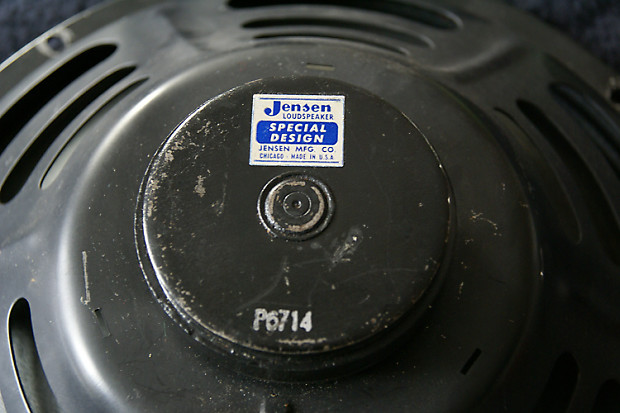 Jensen
LOUDSPEAKER
SPECIAL
DESIGN
JENSEN MFG. CO.
CHICAGO - MADE IN U.S.A
P6714